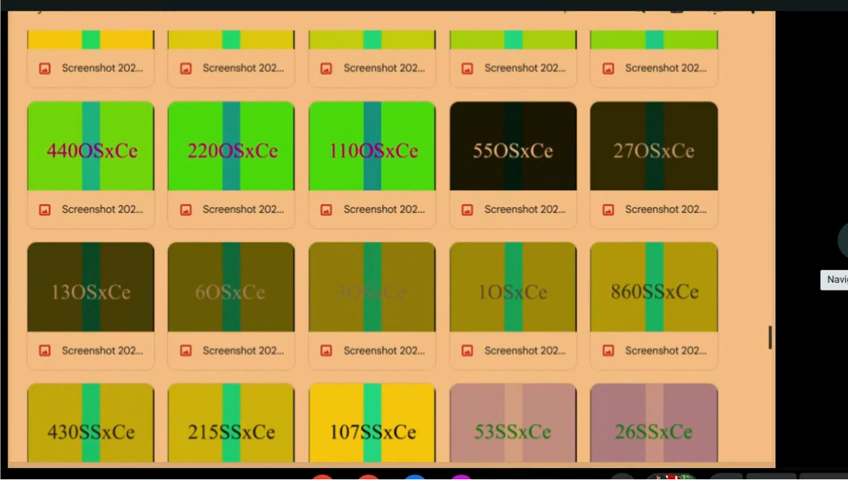 Screenshot 202... Screenshot 202... Screenshot 202... Screenshot 202... Screenshot 202...
440OSxCe 220OSxCe 110OSxCe 55OSxCe 27OSxCe
Screenshot 202... Screenshot 202... Screenshot 202... Screenshot 202... Screenshot 202...
13OSxCe 6OSxCe 3OSxCe 1OSxCe 860SSxCe
Navi
Screenshot 202... Screenshot 202... Screenshot 202... Screenshot 202... Screenshot 202...
430SSxCe 215SSxCe 107SSxCe 53SSxCe 26SSxCe